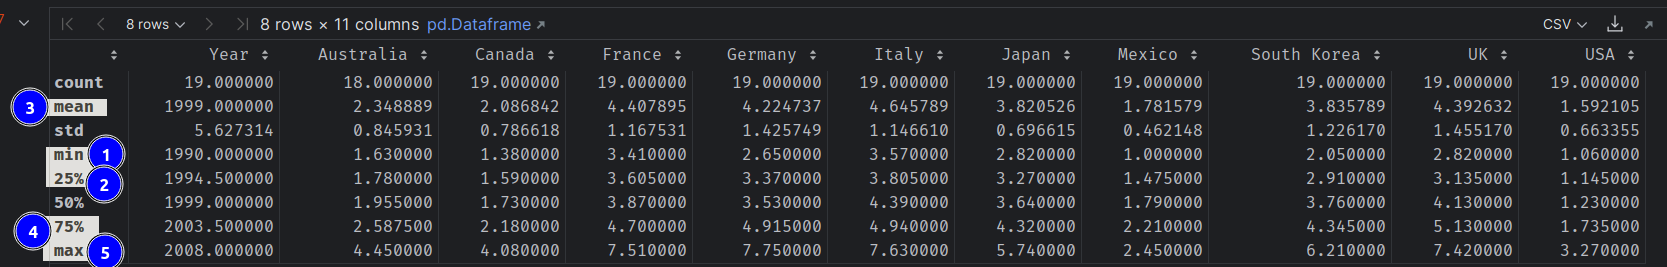 7 8 rows 8 rows × 11 columns pd.Dataframe CSV
Year Australia Canada France Germany Italy Japan Mexico South Korea UK USA
count 19.000000 18.000000 19.000000 19.000000 19.000000 19.000000 19.000000 19.000000 19.000000 19.000000 19.000000
3 mean 1999.000000 2.348889 2.086842 4.407895 4.224737 4.645789 3.820526 1.781579 3.835789 4.392632 1.592105
std 5.627314 0.845931 0.786618 1.167531 1.425749 1.146610 0.696615 0.462148 1.226170 1.455170 0.663355
min 1 1990.000000 1.630000 1.380000 3.410000 2.650000 3.570000 2.820000 1.000000 2.050000 2.820000 1.060000
25% 2 1994.500000 1.780000 1.590000 3.605000 3.370000 3.805000 3.270000 1.475000 2.910000 3.135000 1.145000
50% 1999.000000 1.955000 1.730000 3.870000 3.530000 4.390000 3.640000 1.790000 3.760000 4.130000 1.230000
4 75% 2003.500000 2.587500 2.180000 4.700000 4.915000 4.940000 4.320000 2.210000 4.345000 5.130000 1.735000
max 5 2008.000000 4.450000 4.080000 7.510000 7.750000 7.630000 5.740000 2.450000 6.210000 7.420000 3.270000